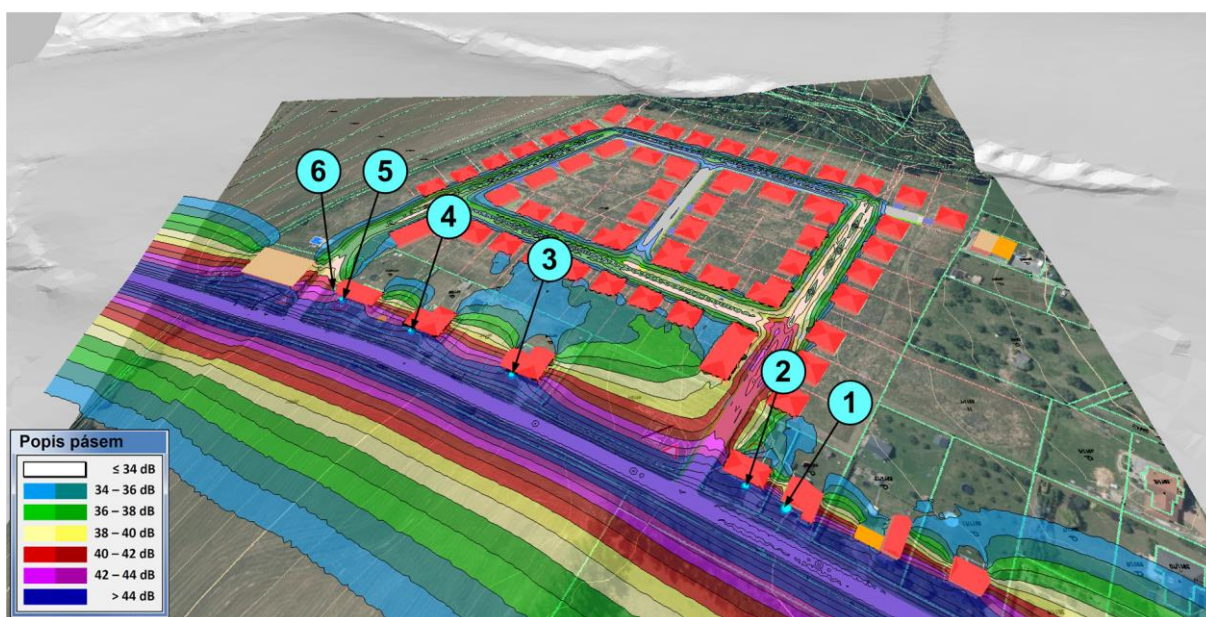 6
5
4
3
2
1
Popis pásem
≤ 34 dB
34 – 36 dB
36 – 38 dB
38 – 40 dB
40 – 42 dB
42 – 44 dB
> 44 dB